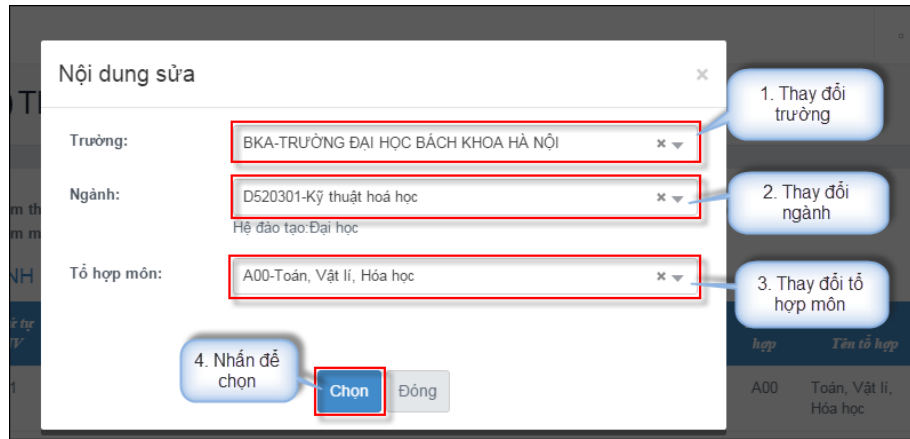 Nội dung sửa
×
1. Thay đổi
trường
Trường:
BKA-TRƯỜNG ĐẠI HỌC BÁCH KHOA HÀ NỘI
Ngành:
D520301-Kỹ thuật hoá học
2. Thay đổi
ngành
Hệ đào tạo:Đại học
Tổ hợp môn:
A00-Toán, Vật lí, Hóa học
3. Thay đổi tổ
hợp môn
4. Nhấn để
chọn
Chọn
Đóng
hợp
Tên tổ hợp
1
A00
Toán, Vật lí,
Hóa học